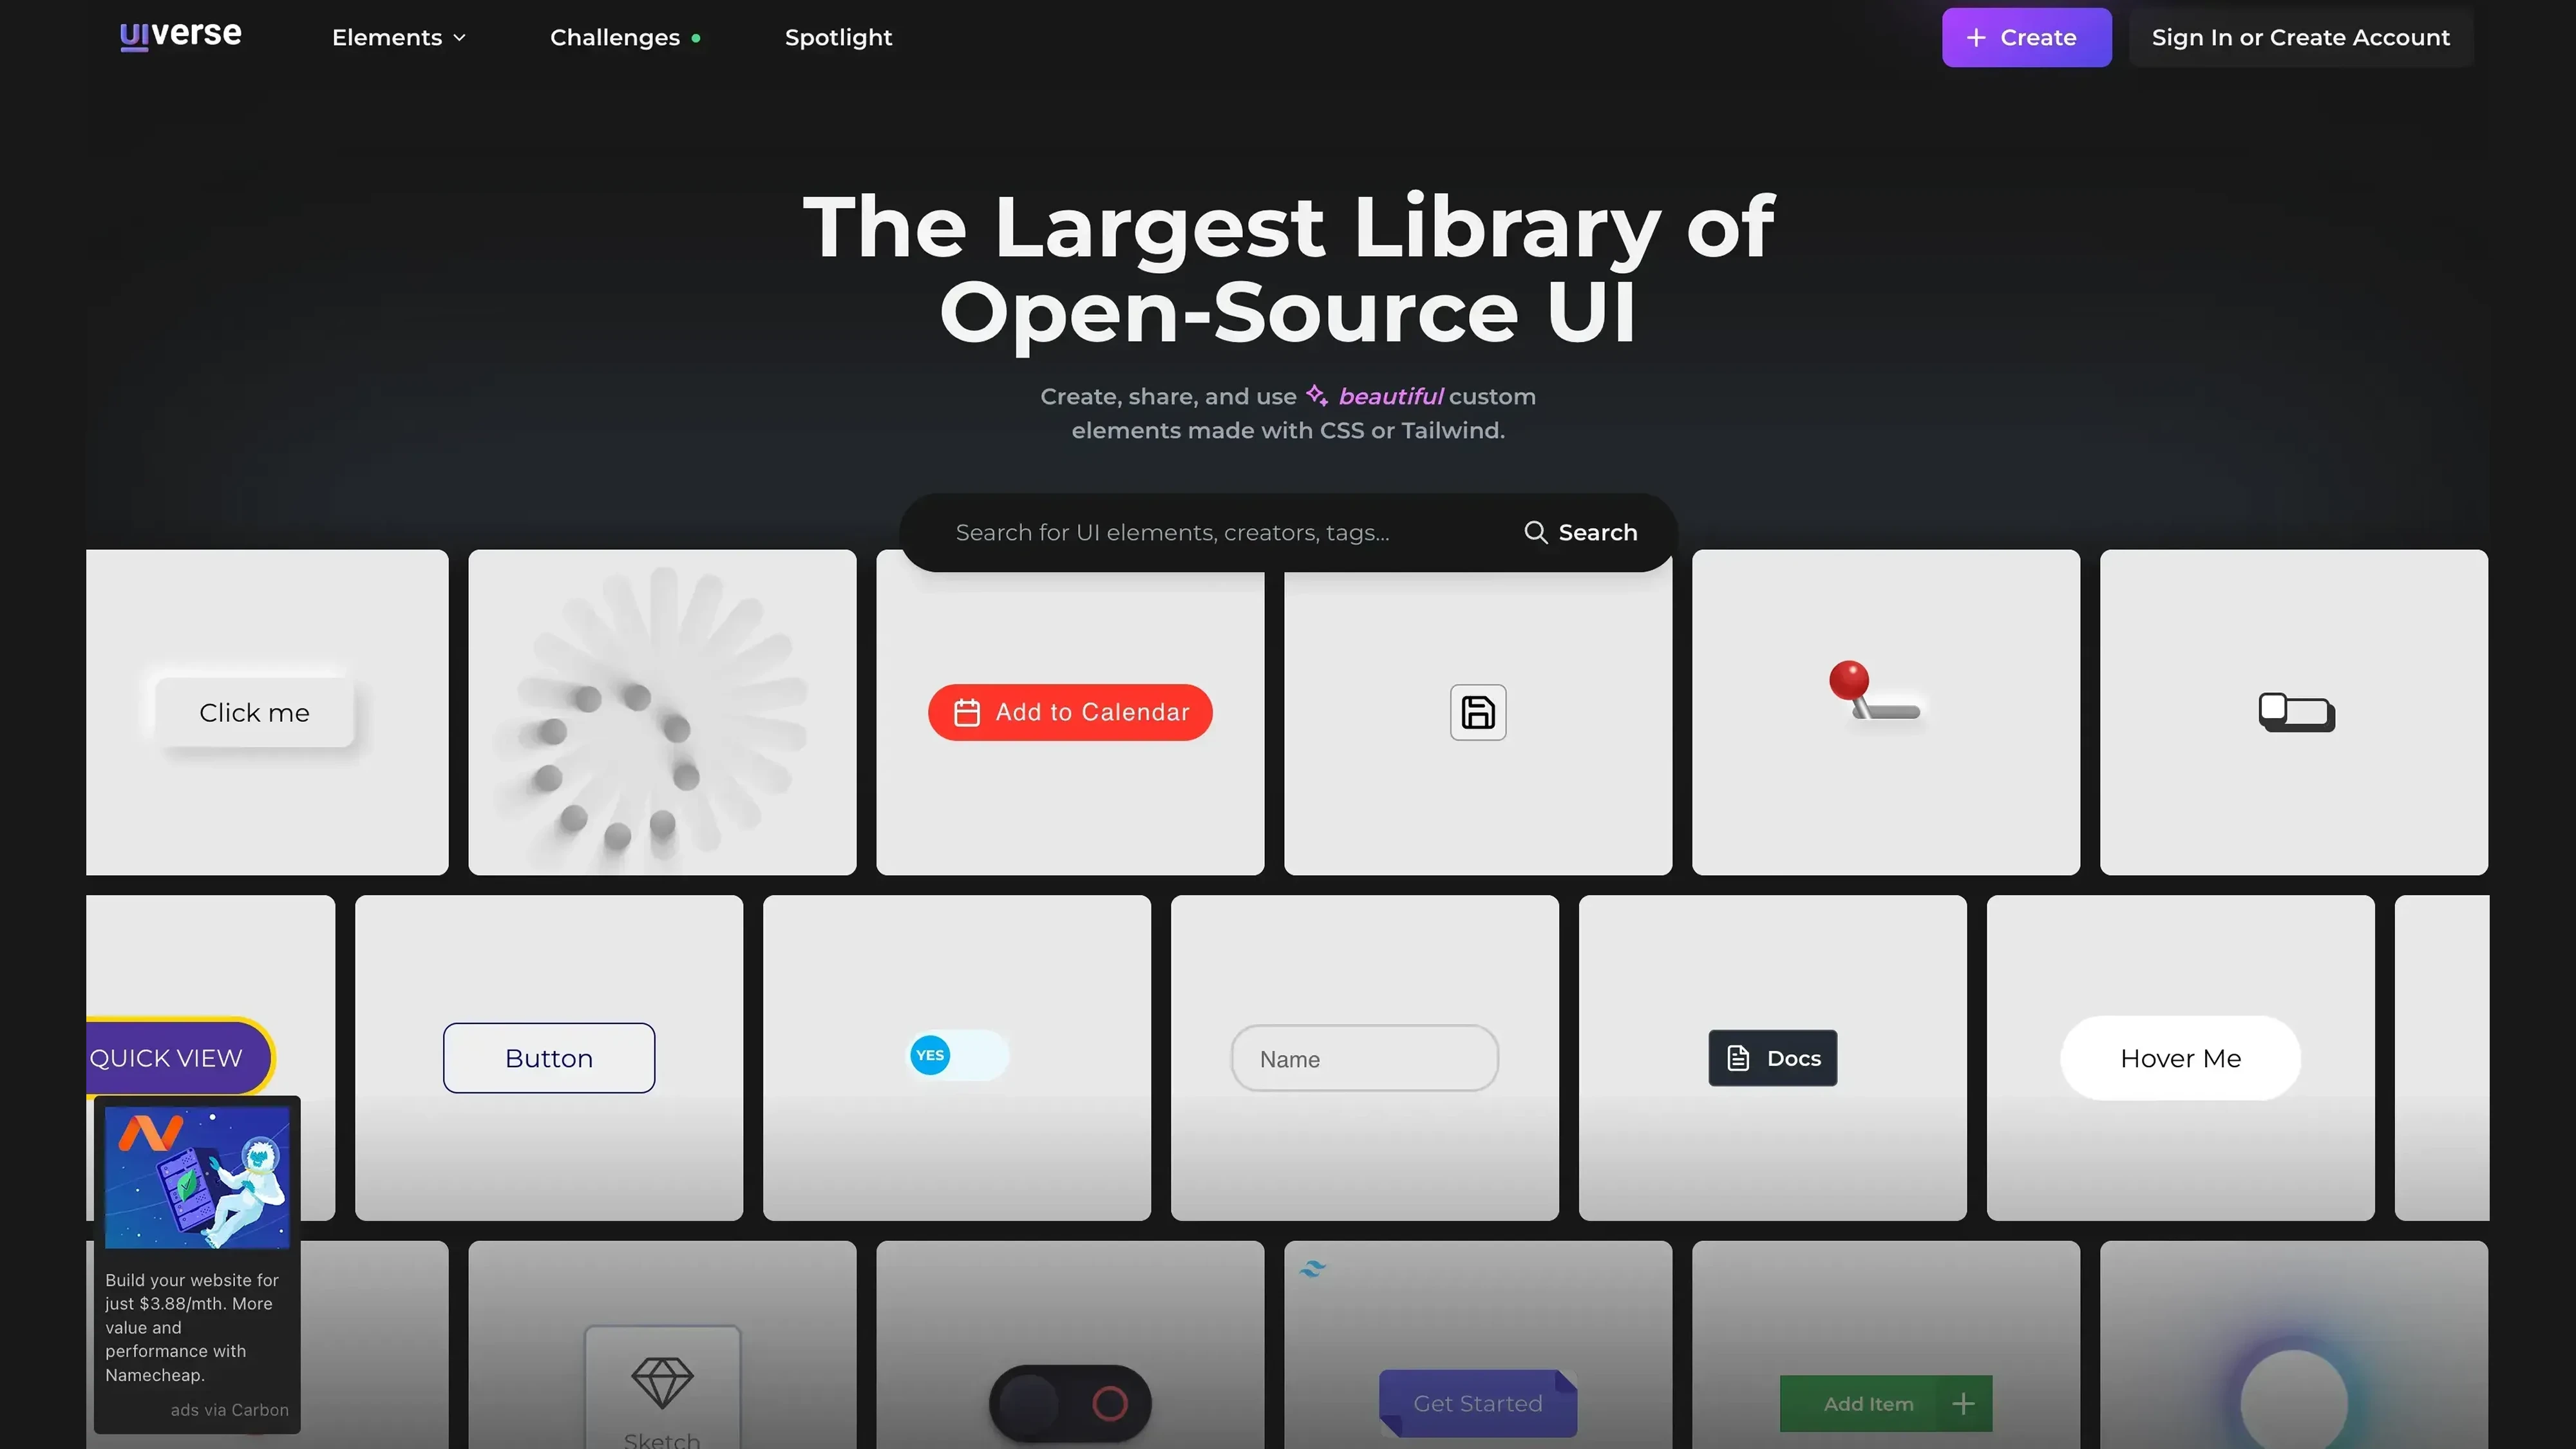 uiverse
Elements
Challenges
Spotlight
Create
Sign In or Create Account
The Largest Library of
Open-Source UI
Create, share, and use beautiful custom
elements made with CSS or Tailwind.
Search for UI elements, creators, tags...
Search
Click me
Add to Calendar
QUICK VIEW
Button
YES
Name
Docs
Hover Me
Build your website for
just $3.88/mth. More
value and
performance with
Namecheap.
ads via Carbon
Sketch
Get Started
Add Item